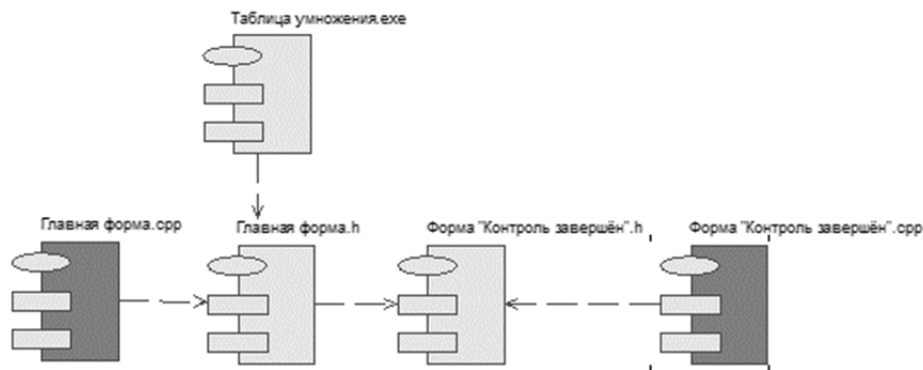 Таблица умножения.exe
Главная форма.cpp
Главная форма.h
Форма "Контроль завершён".h
Форма "Контроль завершён".cpp